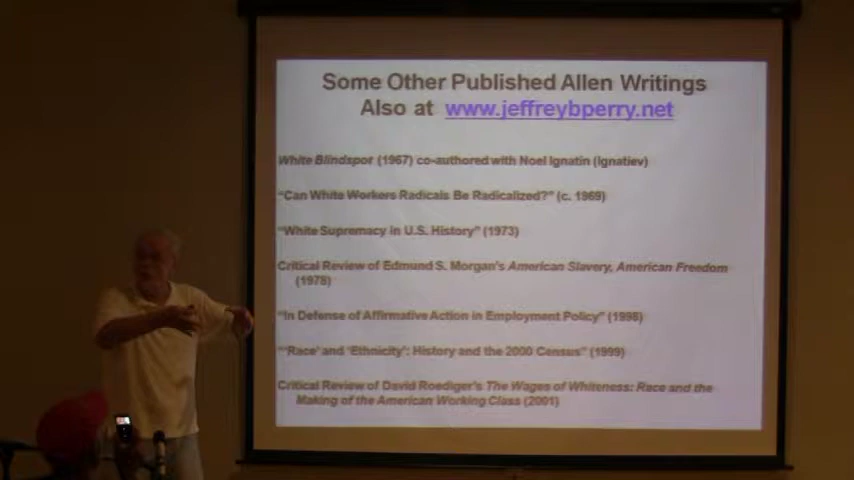 Some Other Published Allen Writings
Also at www.jeffreybperry.net
White Blindspor (1967) co-authored with Noel Ignatin (Ignatiev)
“Can White Workers Radicals Be Radicalized?” (c. 1969)
“White Supremacy in U.S. History” (1973)
Critical Review of Edmund S. Morgan's American Slavery, American Freedom
(1978)
“In Defense of Affirmative Action in Employment Policy” (1998)
“‘Race’ and ‘Ethnicity’: History and the 2000 Census” (1999)
Critical Review of David Roediger's The Wages of Whiteness: Race and the
Making of the American Working Class (2001)